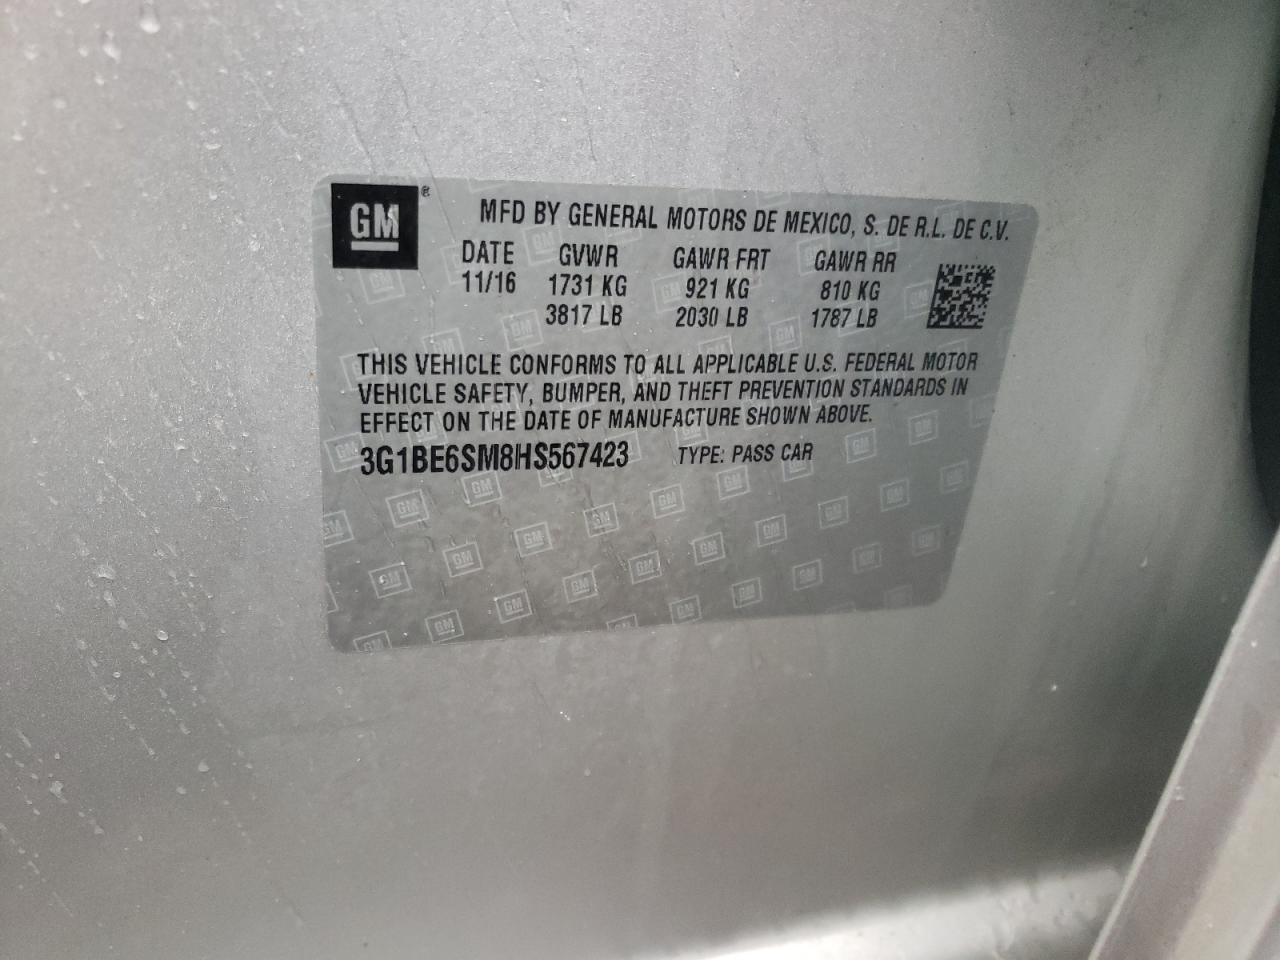 GM®
MFD BY GENERAL MOTORS DE MEXICO, S. DE R.L. DE C.V.
DATE GVWR GAWR FRT GAWR RR
11/16 1731 KG 921 KG 810 KG
3817 LB 2030 LB 1787 LB
THIS VEHICLE CONFORMS TO ALL APPLICABLE U.S. FEDERAL MOTOR
VEHICLE SAFETY, BUMPER, AND THEFT PREVENTION STANDARDS IN
EFFECT ON THE DATE OF MANUFACTURE SHOWN ABOVE.
3G1BE6SM8HS567423 TYPE: PASS CAR